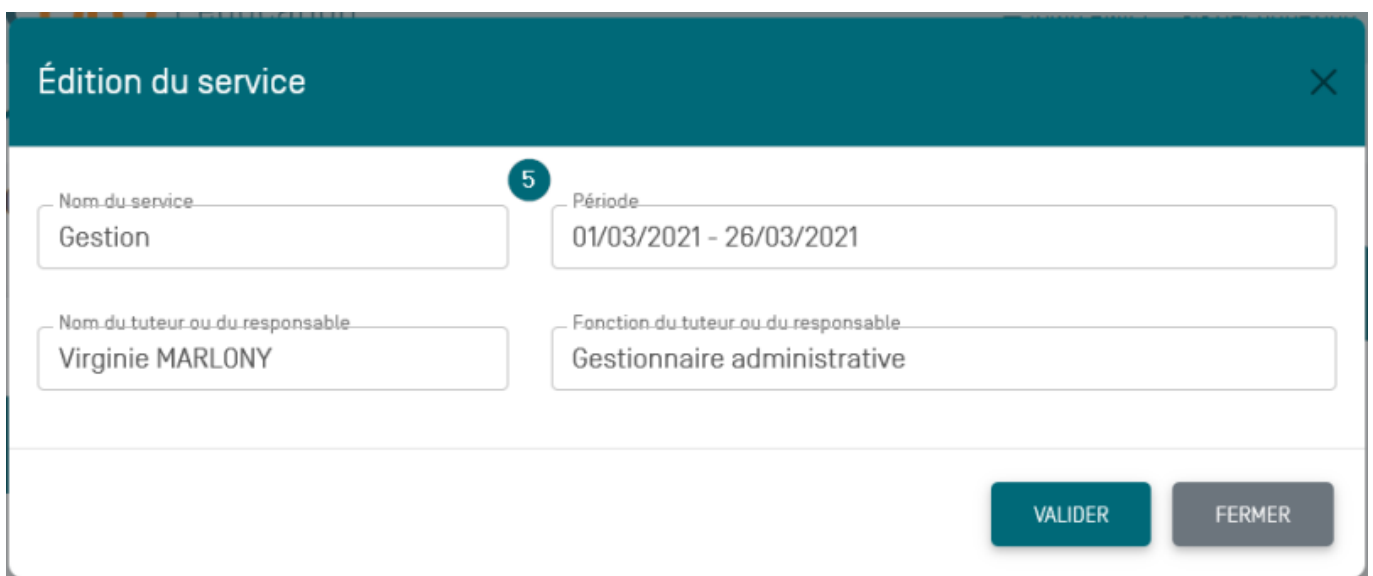 Édition du service
5
Nom du service
Période
Gestion
01/03/2021 - 26/03/2021
Nom du tuteur ou du responsable
Fonction du tuteur ou du responsable
Virginie MARLONY
Gestionnaire administrative
VALIDER
FERMER